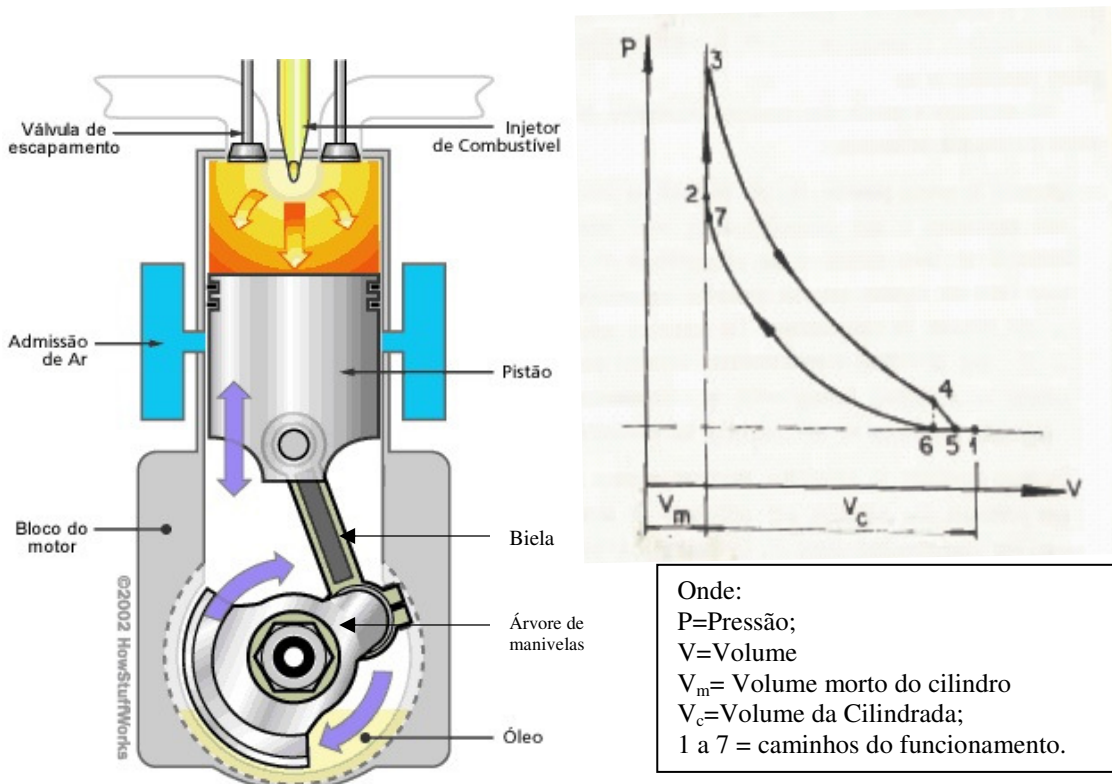 Válvula de
escapamento
Injetor
de Combustível
Admissão
de Ar
Pistão
Bloco do
motor
Biela
Árvore de
manivelas
Óleo
©2002 HowStuffWorks
P
3
2
7
4
6 5 1
V
Vm
Vc
Onde:
P=Pressão;
V=Volume
Vm= Volume morto do cilindro
Vc=Volume da Cilindrada;
1 a 7 = caminhos do funcionamento.